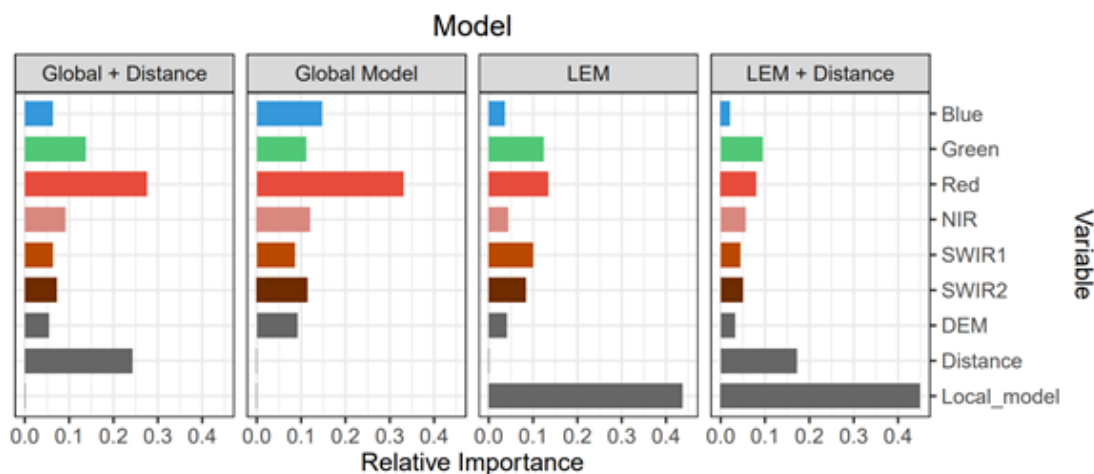 Model
Global + Distance
Global Model
LEM
LEM + Distance
Blue
Green
Red
NIR
SWIR1
SWIR2
DEM
Distance
Local_model
Variable
0.0 0.1 0.2 0.3 0.4
0.0 0.1 0.2 0.3 0.4
0.0 0.1 0.2 0.3 0.4
0.0 0.1 0.2 0.3 0.4
Relative Importance